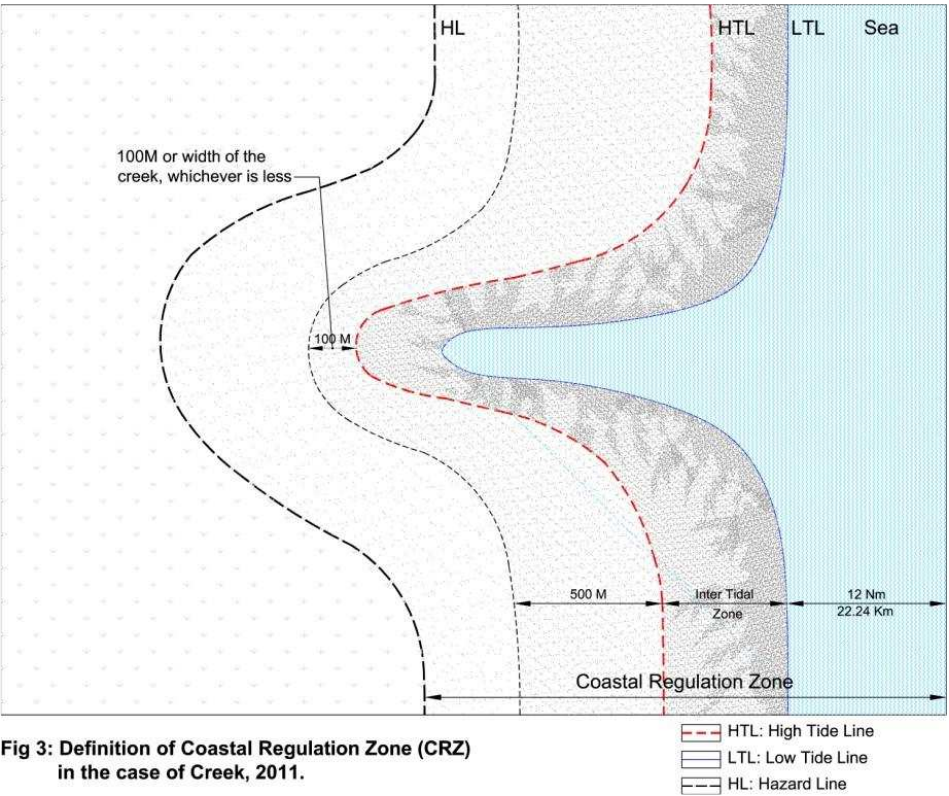 HL
HTL
LTL
Sea
100M or width of the
creek, whichever is less
100 M
500 M
Inter Tidal
Zone
12 Nm
22.24 Km
Coastal Regulation Zone
Fig 3: Definition of Coastal Regulation Zone (CRZ)
in the case of Creek, 2011.
HTL: High Tide Line
LTL: Low Tide Line
HL: Hazard Line